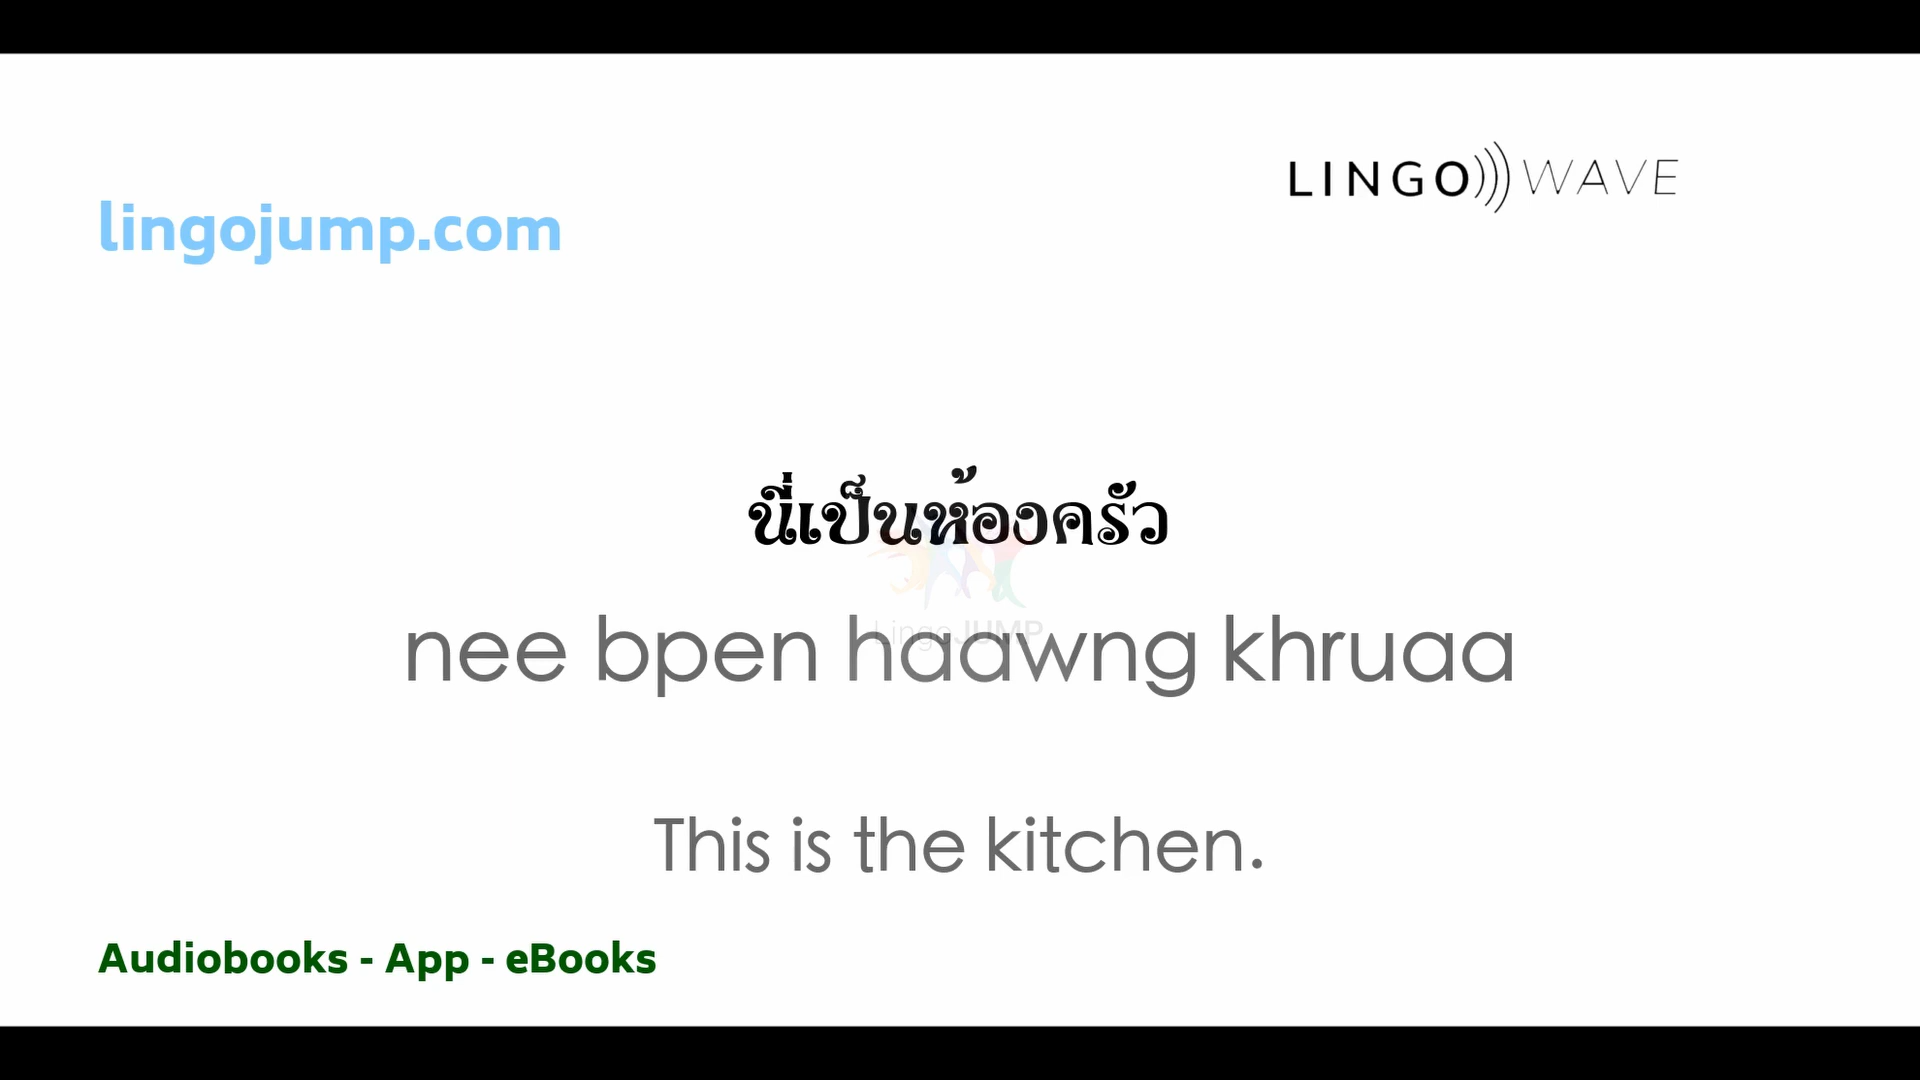 LINGO WAVE
lingojump.com
นี่เป็นห้องครัว
nee bpen haawng khruaa
LingoJUMP
This is the kitchen.
Audiobooks - App - eBooks